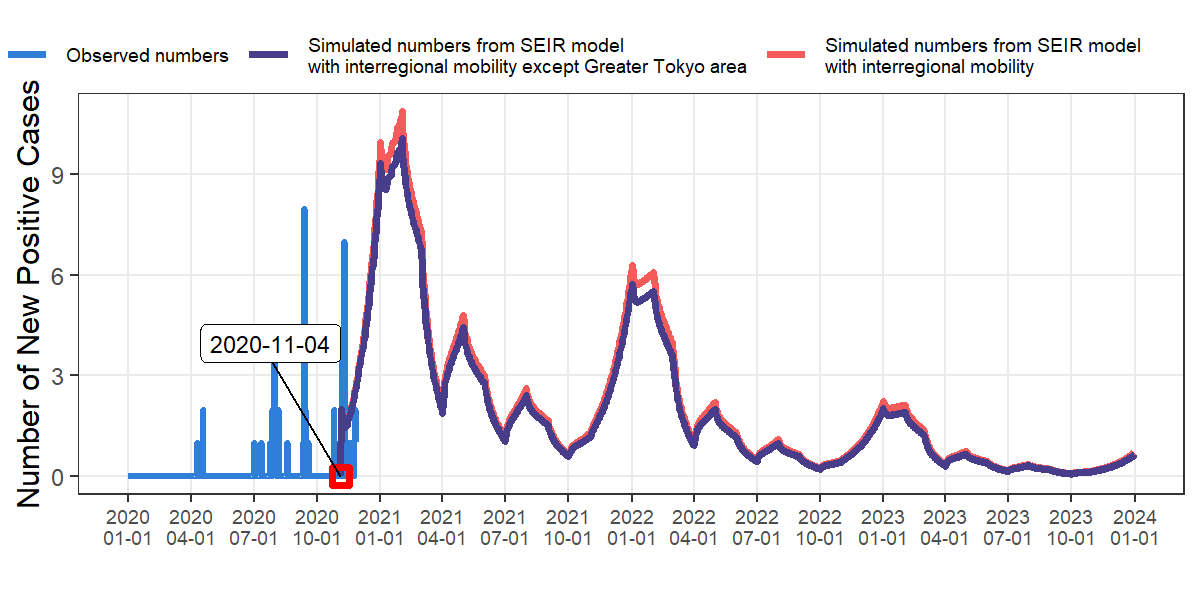 Observed numbers
Simulated numbers from SEIR model
with interregional mobility except Greater Tokyo area
Simulated numbers from SEIR model
with interregional mobility
Number of New Positive Cases
9
6
3
0
2020-11-04
2020 2020 2020 2020 2021 2021 2021 2021 2022 2022 2022 2022 2023 2023 2023 2023 2024
01-01 04-01 07-01 10-01 01-01 04-01 07-01 10-01 01-01 04-01 07-01 10-01 01-01 04-01 07-01 10-01 01-01